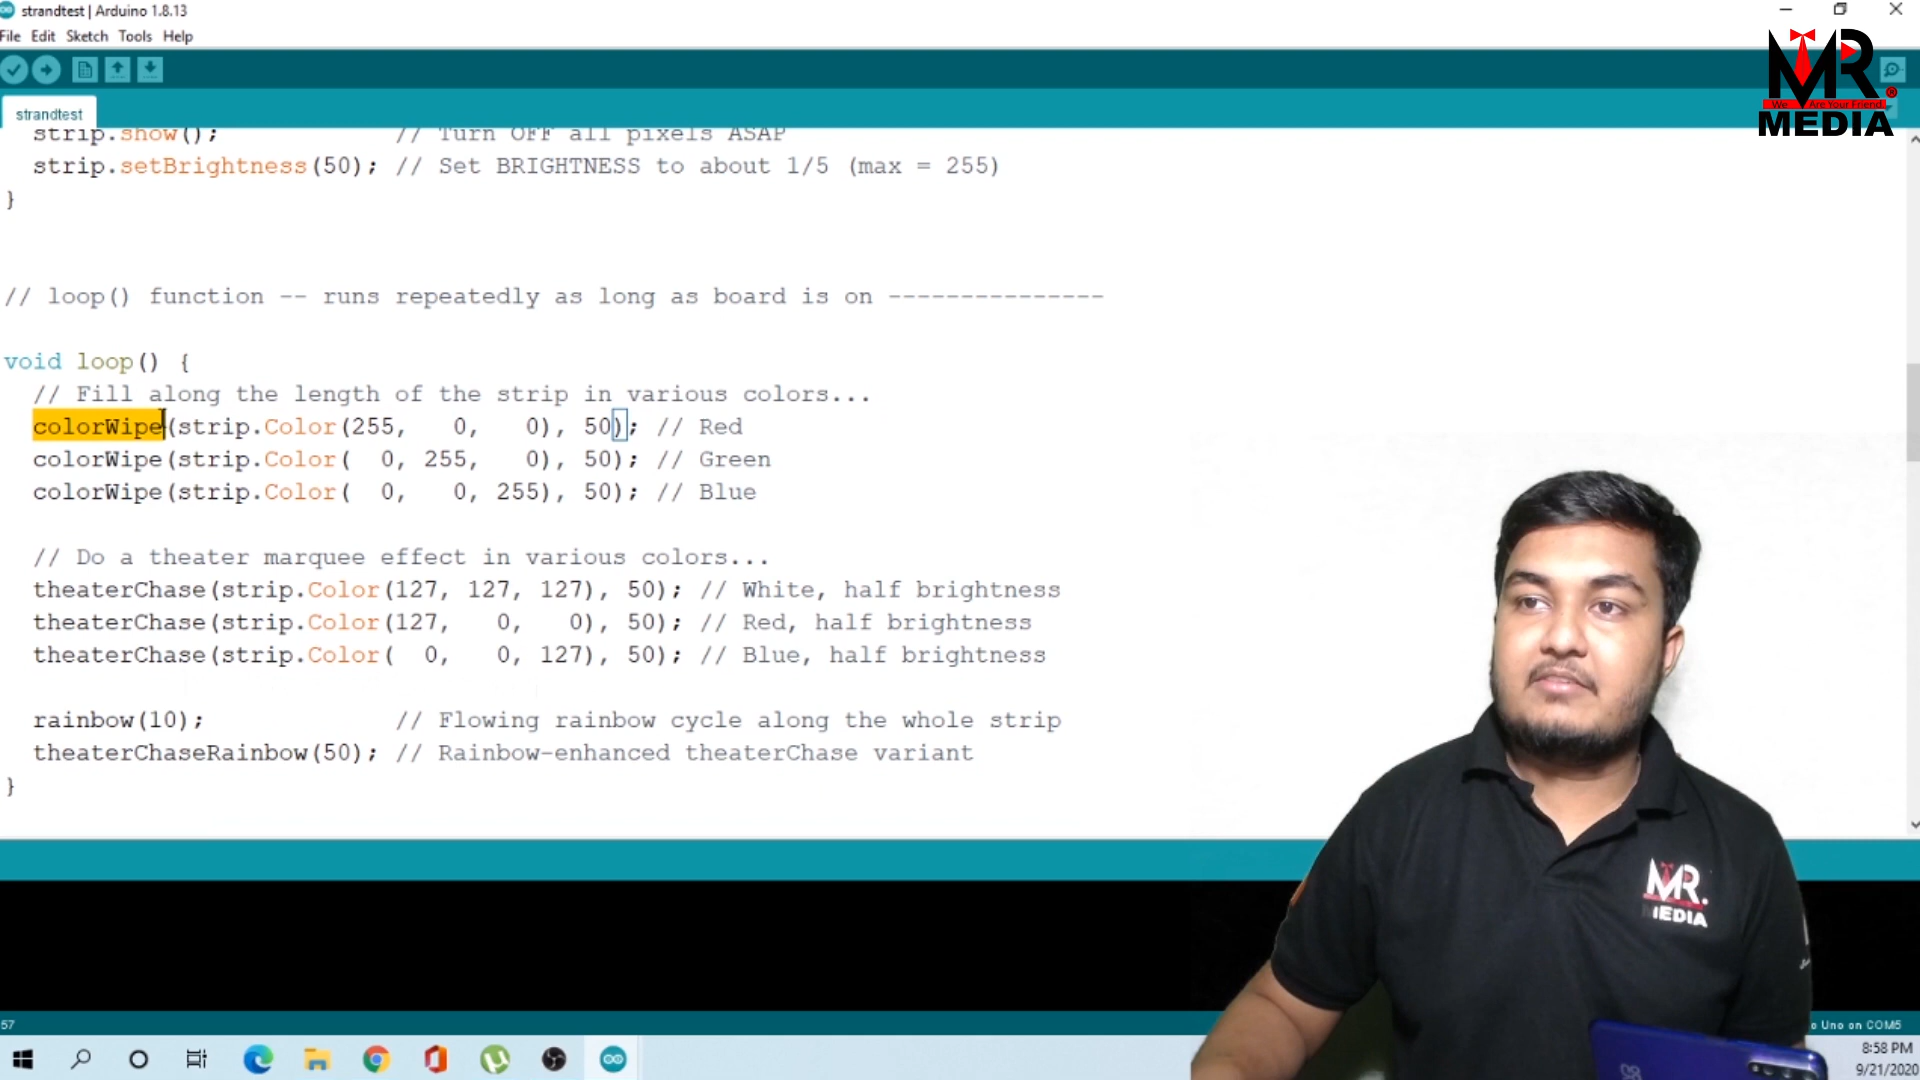 strandtest | Arduino 1.8.13
File Edit Sketch Tools Help
MR
We Are Your Friend
MEDIA
strandtest
strip.show(); // Turn OFF all pixels ASAP
strip.setBrightness(50); // Set BRIGHTNESS to about 1/5 (max = 255)
}
// loop() function -- runs repeatedly as long as board is on ---------------
void loop() {
// Fill along the length of the strip in various colors...
colorWipe(strip.Color(255, 0, 0), 50); // Red
colorWipe(strip.Color( 0, 255, 0), 50); // Green
colorWipe(strip.Color( 0, 0, 255), 50); // Blue
// Do a theater marquee effect in various colors...
theaterChase(strip.Color(127, 127, 127), 50); // White, half brightness
theaterChase(strip.Color(127, 0, 0), 50); // Red, half brightness
theaterChase(strip.Color( 0, 0, 127), 50); // Blue, half brightness
rainbow(10); // Flowing rainbow cycle along the whole strip
theaterChaseRainbow(50); // Rainbow-enhanced theaterChase variant
}
MR.
MEDIA
57
o Uno on COM5
8:58 PM
9/21/2020